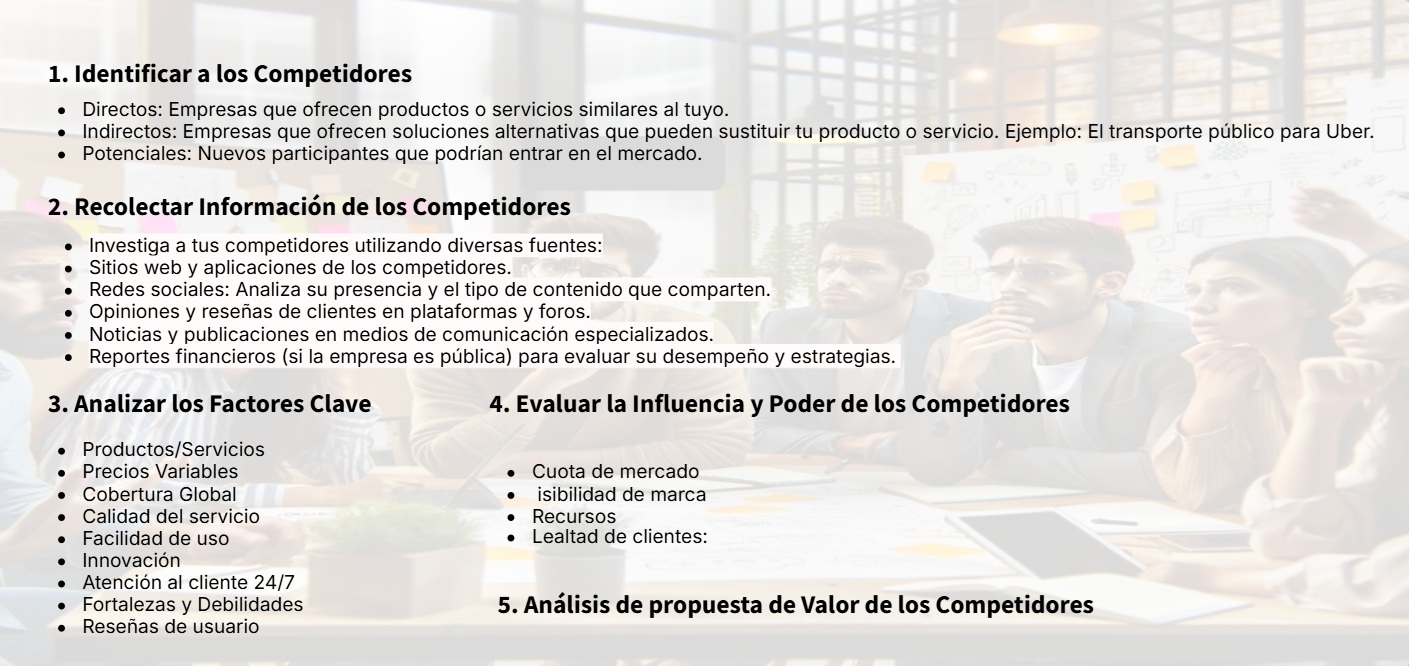 1. Identificar a los Competidores
• Directos: Empresas que ofrecen productos o servicios similares al tuyo.
• Indirectos: Empresas que ofrecen soluciones alternativas que pueden sustituir tu producto o servicio. Ejemplo: El transporte público para Uber.
• Potenciales: Nuevos participantes que podrían entrar en el mercado.
2. Recolectar Información de los Competidores
• Investiga a tus competidores utilizando diversas fuentes:
• Sitios web y aplicaciones de los competidores.
• Redes sociales: Analiza su presencia y el tipo de contenido que comparten.
• Opiniones y reseñas de clientes en plataformas y foros.
• Noticias y publicaciones en medios de comunicación especializados.
• Reportes financieros (si la empresa es pública) para evaluar su desempeño y estrategias.
3. Analizar los Factores Clave
• Productos/Servicios
• Precios Variables
• Cobertura Global
• Calidad del servicio
• Facilidad de uso
• Innovación
• Atención al cliente 24/7
• Fortalezas y Debilidades
• Reseñas de usuario
4. Evaluar la Influencia y Poder de los Competidores
• Cuota de mercado
• isibilidad de marca
• Recursos
• Lealtad de clientes:
5. Análisis de propuesta de Valor de los Competidores